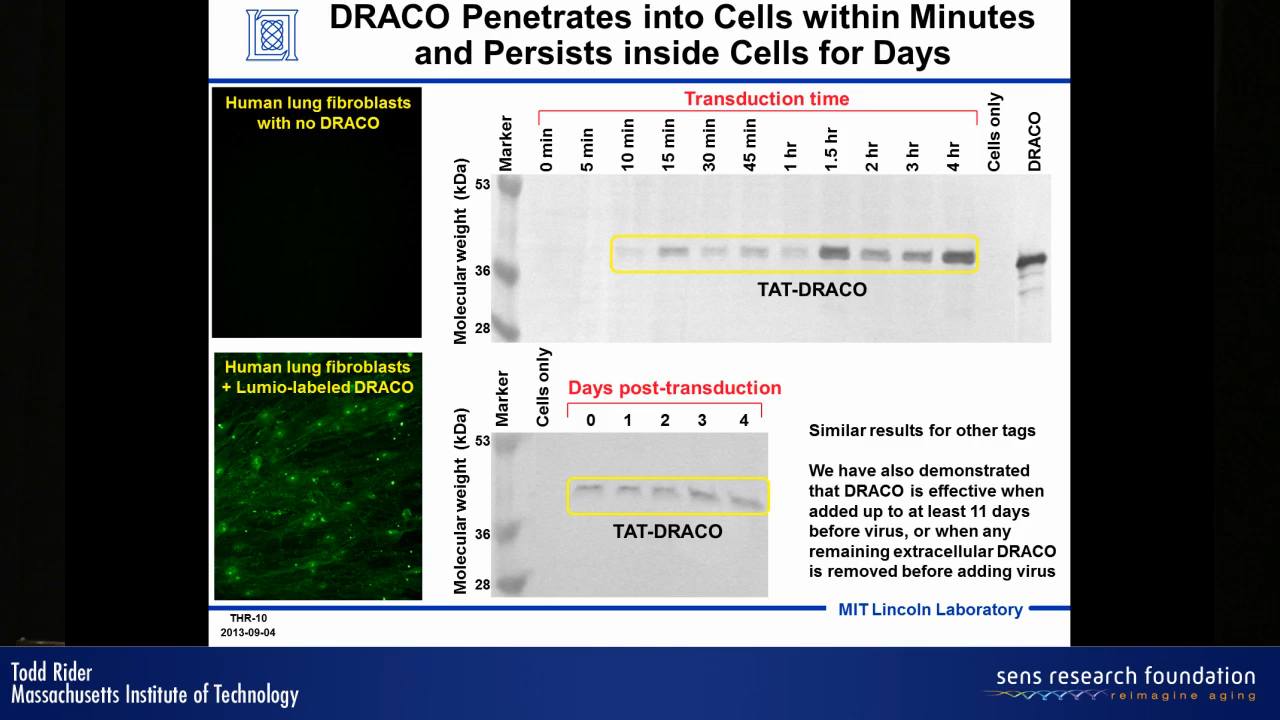 DRACO Penetrates into Cells within Minutes
and Persists inside Cells for Days
Human lung fibroblasts
with no DRACO
Human lung fibroblasts
+ Lumio-labeled DRACO
Transduction time
Molecular weight (kDa)
Marker
0 min
5 min
10 min
15 min
30 min
45 min
1 hr
1.5 hr
2 hr
3 hr
4 hr
Cells only
DRACO
53
36
28
TAT-DRACO
Days post-transduction
Molecular weight (kDa)
Marker
Cells only
0 1 2 3 4
53
36
28
TAT-DRACO
Similar results for other tags
We have also demonstrated
that DRACO is effective when
added up to at least 11 days
before virus, or when any
remaining extracellular DRACO
is removed before adding virus
MIT Lincoln Laboratory
THR-10
2013-09-04
Todd Rider
Massachusetts Institute of Technology
sens research foundation
reimagine aging